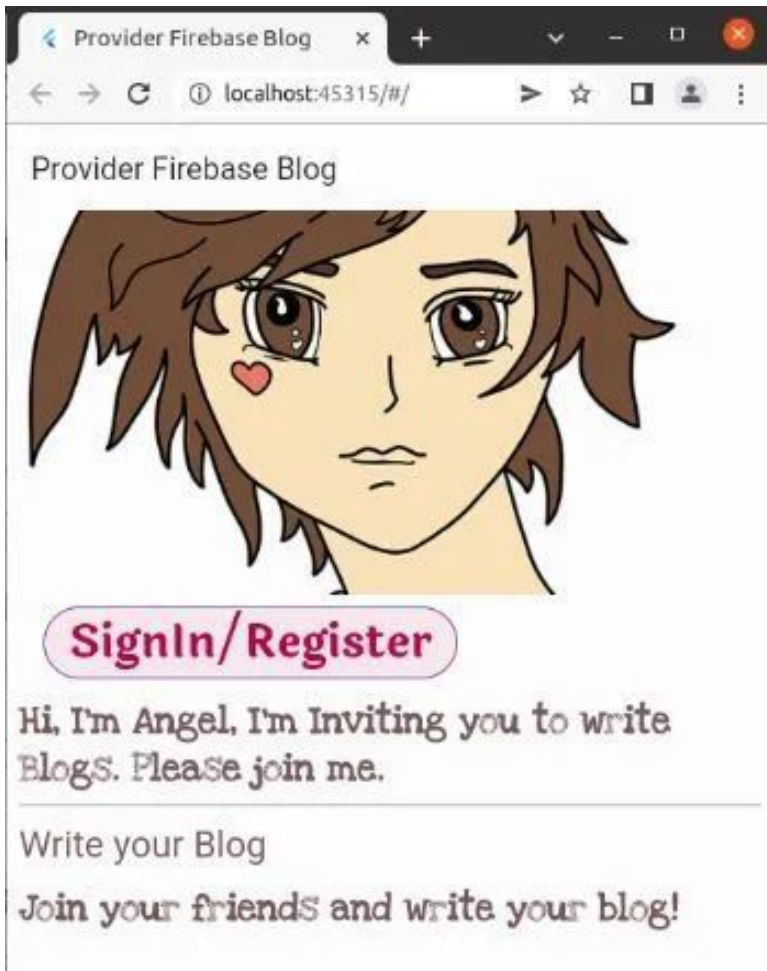 Provider Firebase Blog
localhost:45315/#/
Provider Firebase Blog
SignIn/Register
Hi, I'm Angel, I'm Inviting you to write
Blogs. Please join me.
Write your Blog
Join your friends and write your blog!